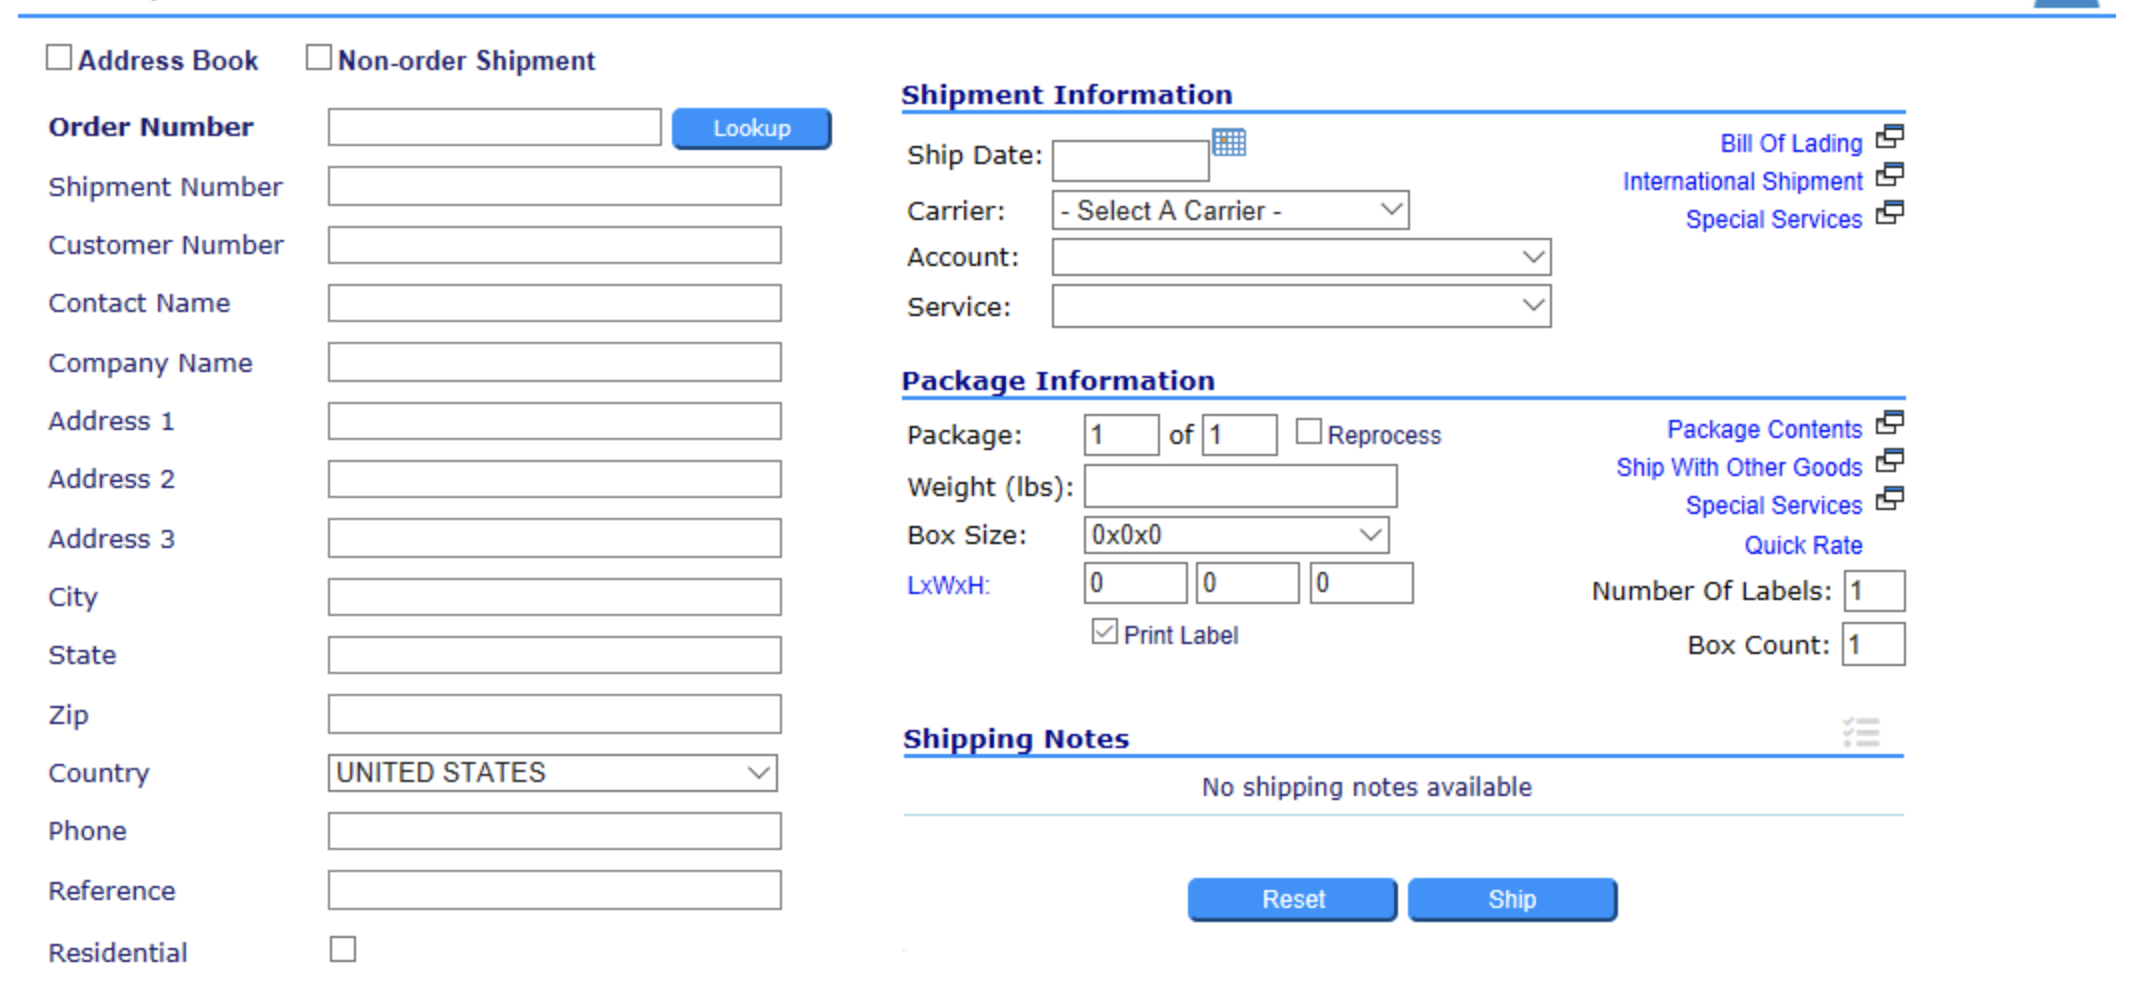 Address Book
Non-order Shipment
Order Number
Lookup
Shipment Number
Customer Number
Contact Name
Company Name
Address 1
Address 2
Address 3
City
State
Zip
Country UNITED STATES
Phone
Reference
Residential
Shipment Information
Ship Date:
Bill Of Lading
International Shipment
Special Services
Carrier: - Select A Carrier -
Account:
Service:
Package Information
Package: 1 of 1 Reprocess
Weight (lbs):
Box Size: 0x0x0
LxWxH: 0 0 0
Print Label
Package Contents
Ship With Other Goods
Special Services
Quick Rate
Number Of Labels: 1
Box Count: 1
Shipping Notes
No shipping notes available
Reset
Ship